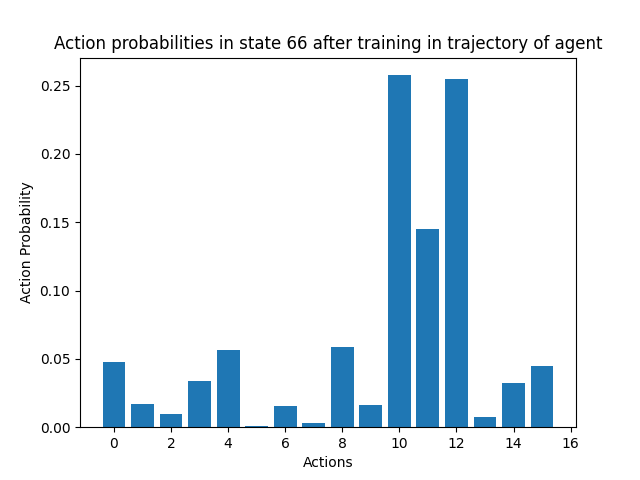 Action probabilities in state 66 after training in trajectory of agent
Action Probability
0.25
0.20
0.15
0.10
0.05
0.00
0 2 4 6 8 10 12 14 16
Actions